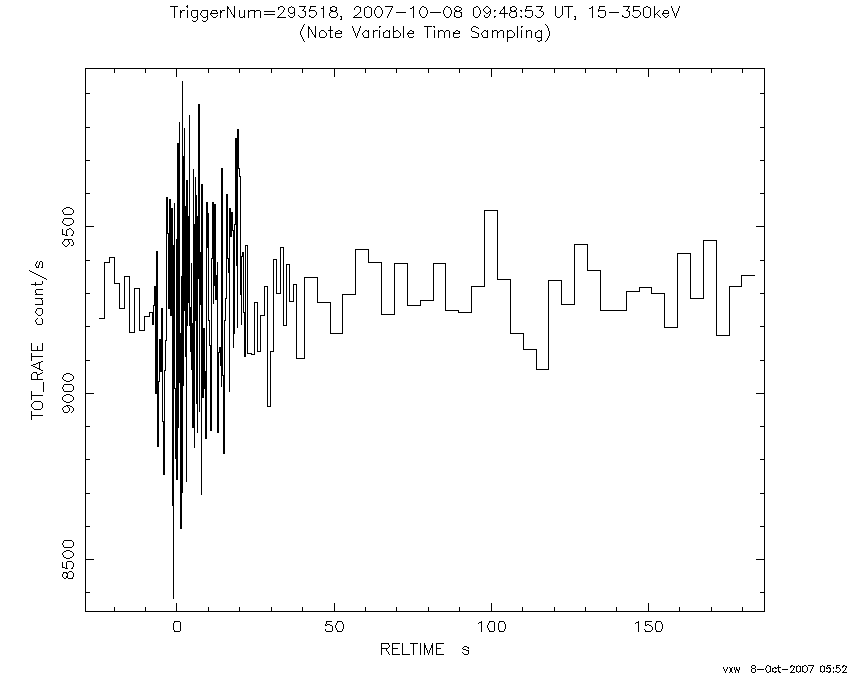 TriggerNum=293518, 2007-10-08 09:48:53 UT, 15-350keV
(Note Variable Time Sampling)
TOT_RATE count/s
9500
9000
8500
0 50 100 150
RELTIME s
vxw 8-Oct-2007 05:52